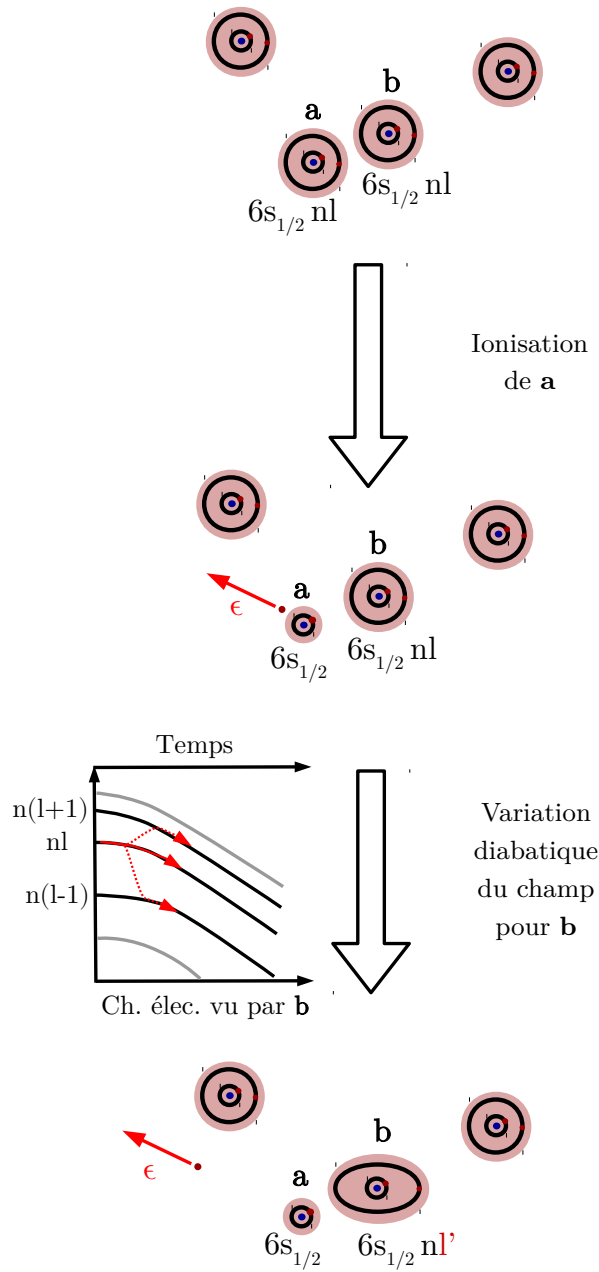 b
a
6s1/2 nl
6s1/2 nl
Ionisation
de a
b
a
ϵ
6s1/2
6s1/2 nl
Temps
n(l+1)
nl
n(l-1)
Ch. élec. vu par b
Variation
diabatique
du champ
pour b
b
a
ϵ
6s1/2
6s1/2 nl'